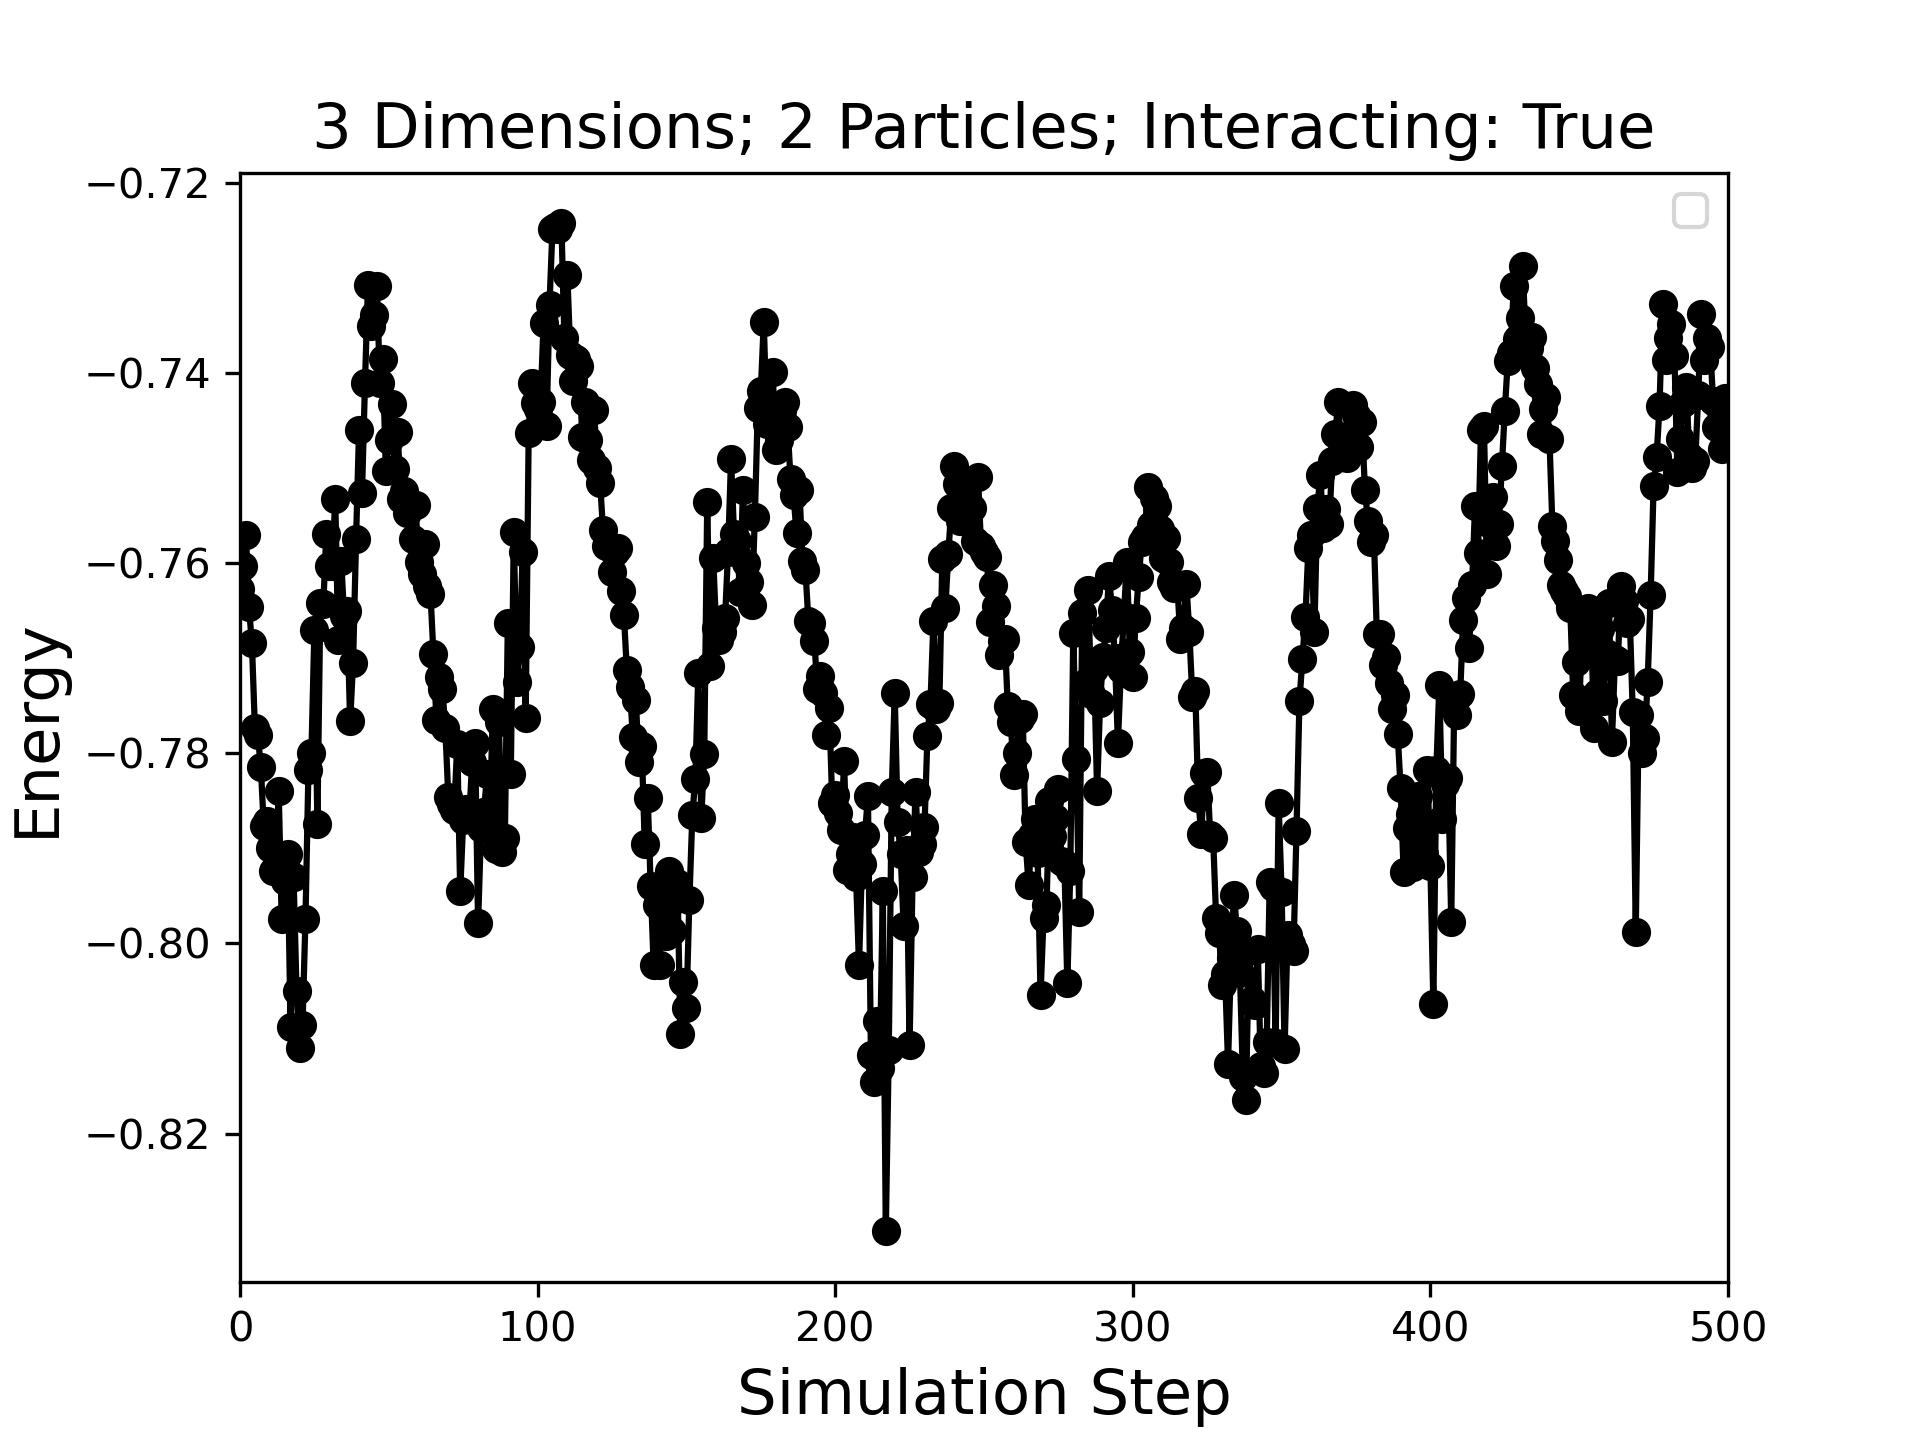 3 Dimensions; 2 Particles; Interacting: True
Energy
−0.72
−0.74
−0.76
−0.78
−0.80
−0.82
0 100 200 300 400 500
Simulation Step